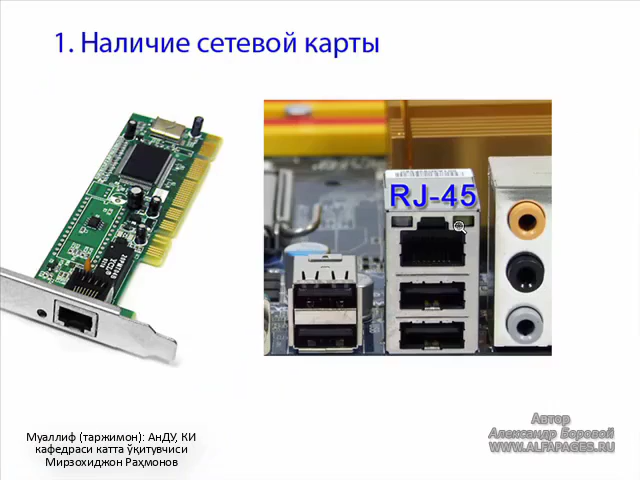 1. Наличие сетевой карты
RJ-45
Муаллиф (таржимон): АнДУ, КИ
кафедраси катта ўқитувчиси
Мирзохиджон Раҳмонов
Автор
Александр Боровой
WWW.ALFAPAGES.RU